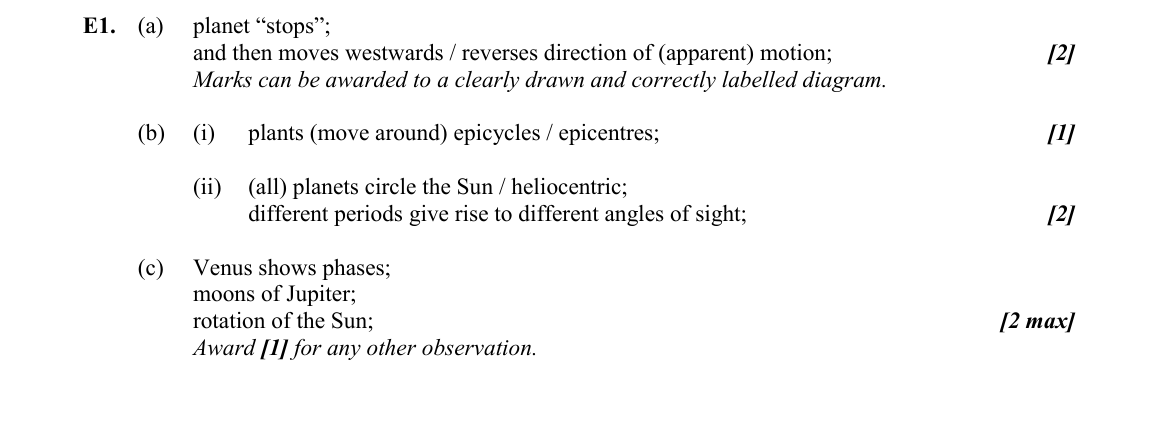 E1. (a) planet “stops”;
and then moves westwards / reverses direction of (apparent) motion; [2]
Marks can be awarded to a clearly drawn and correctly labelled diagram.
(b) (i) plants (move around) epicycles / epicentres; [1]
(ii) (all) planets circle the Sun / heliocentric;
different periods give rise to different angles of sight; [2]
(c) Venus shows phases;
moons of Jupiter;
rotation of the Sun; [2 max]
Award [1] for any other observation.